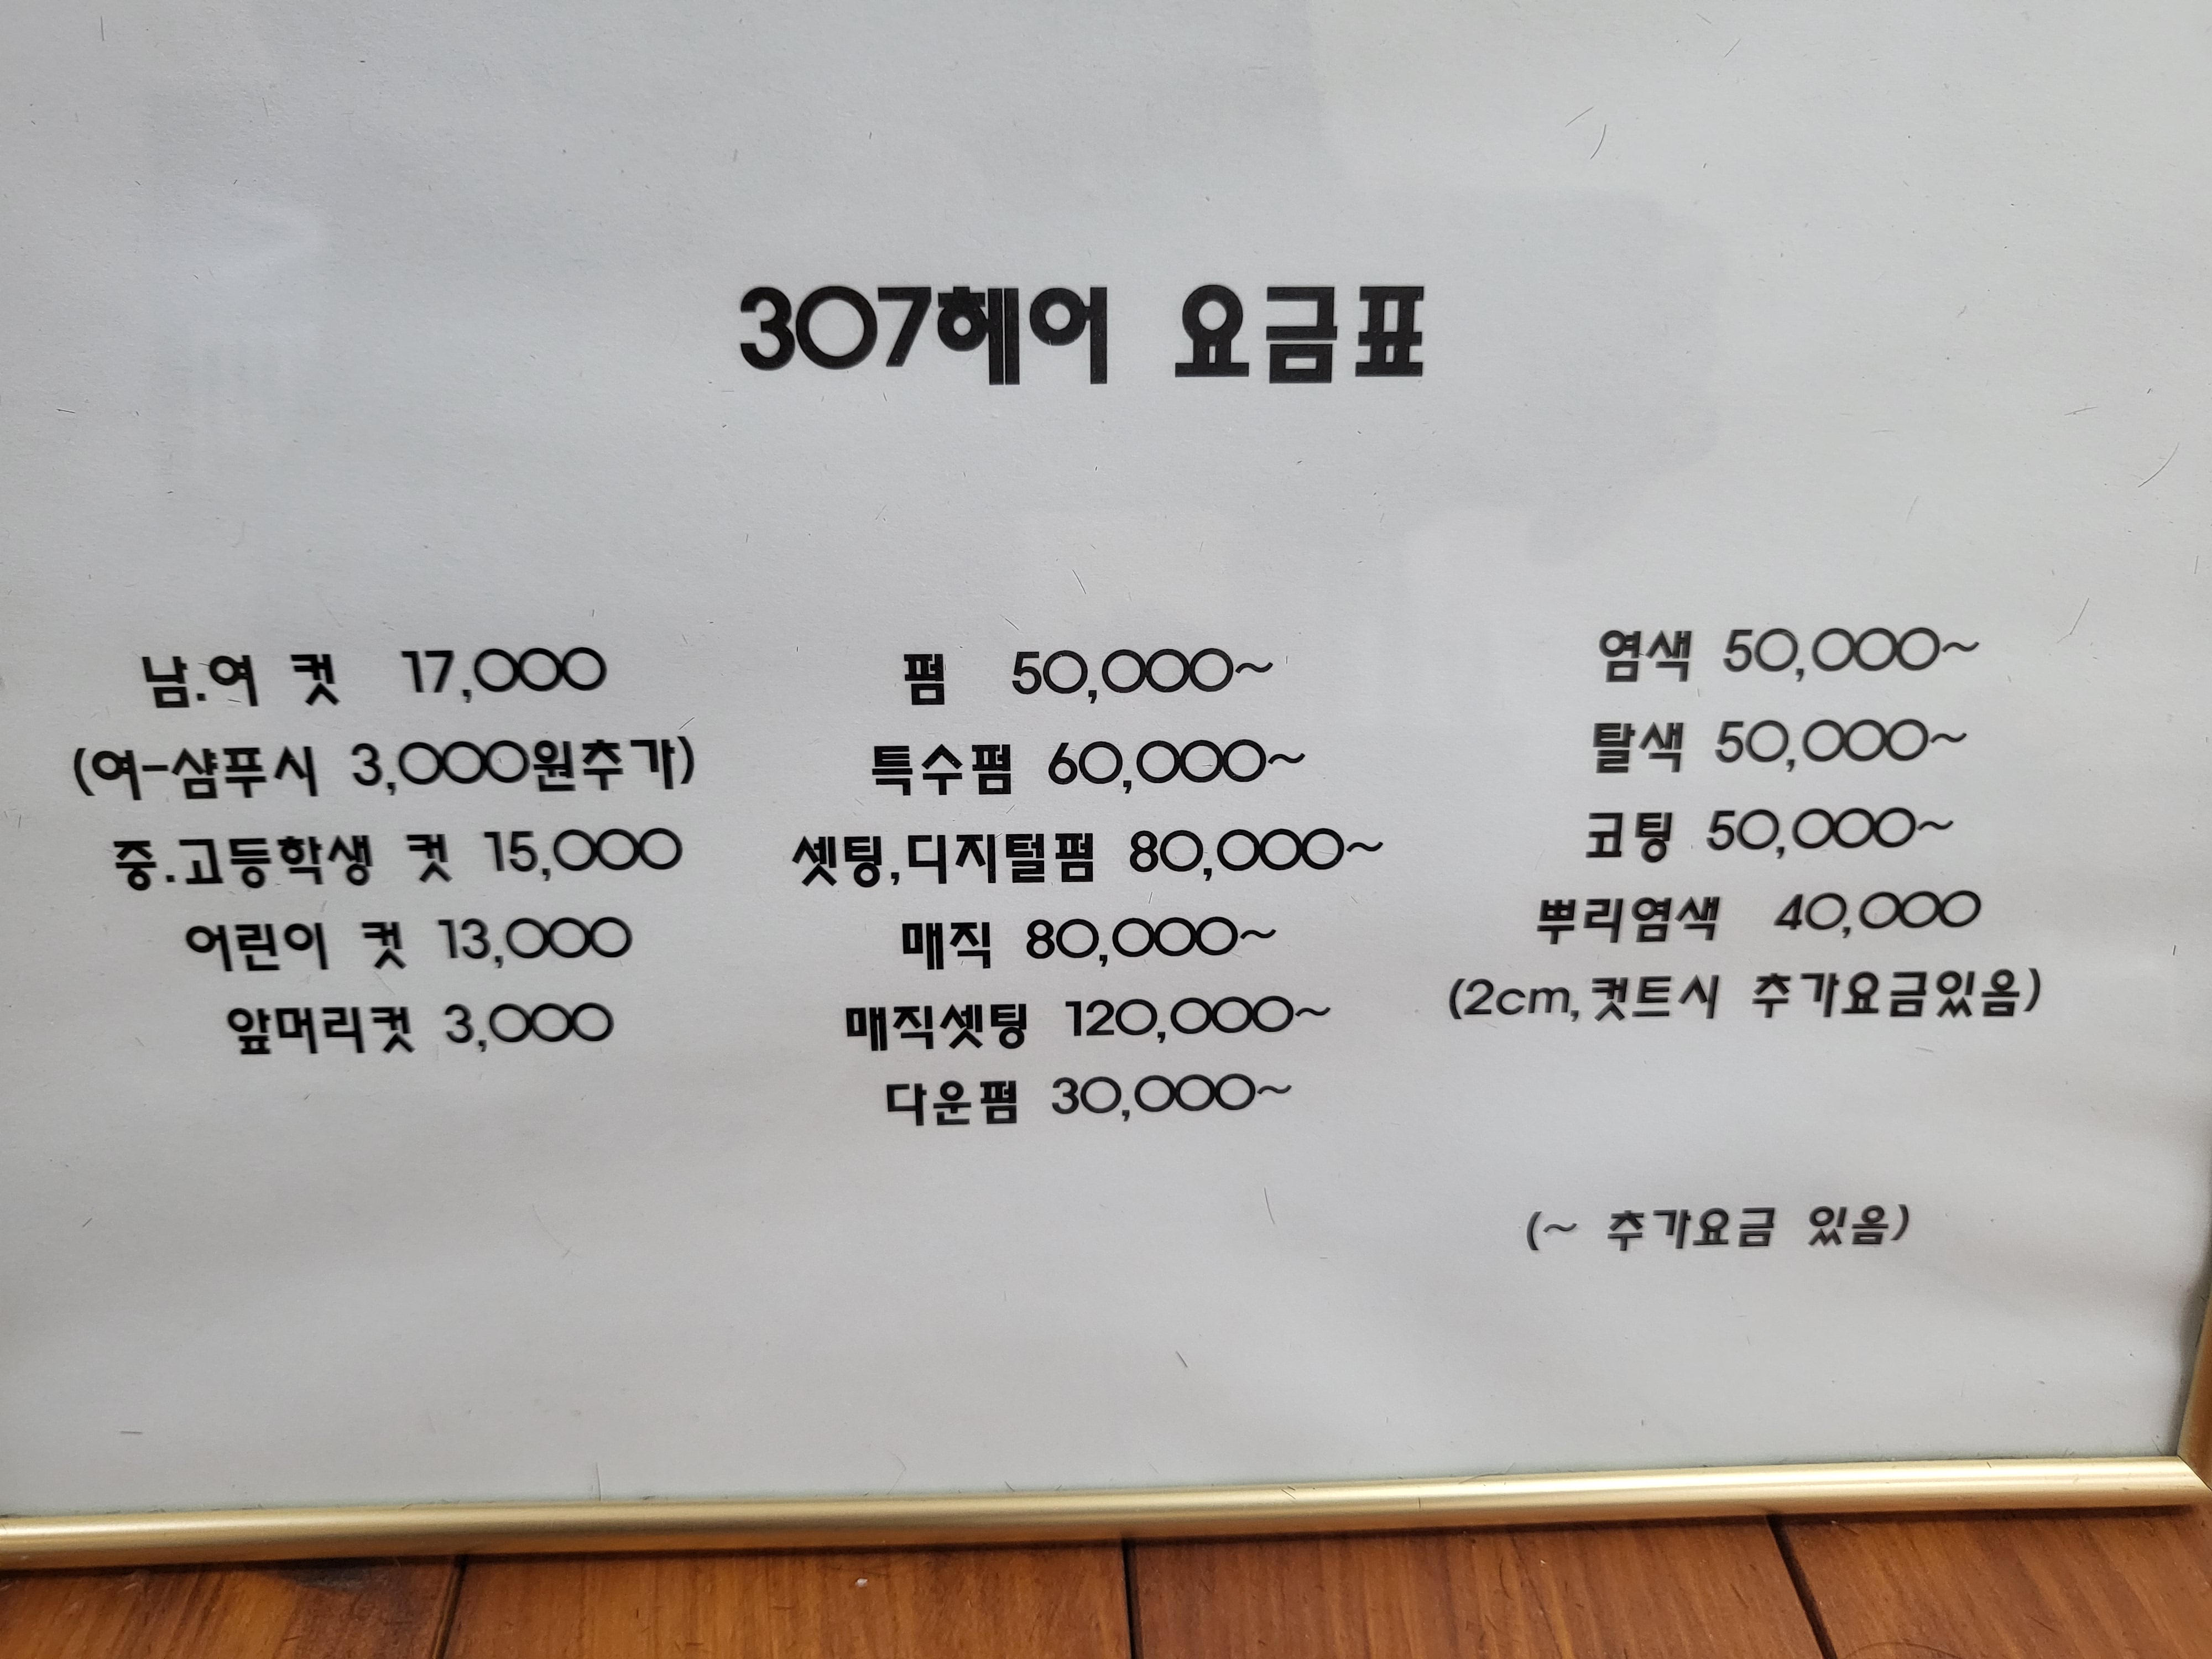 307헤어 요금표
남.여 컷 17,000
(여-샴푸시 3,000원추가)
중.고등학생 컷 15,000
어린이 컷 13,000
앞머리컷 3,000
펌 50,000~
특수펌 60,000~
셋팅,디지털펌 80,000~
매직 80,000~
매직셋팅 120,000~
다운펌 30,000~
염색 50,000~
탈색 50,000~
코팅 50,000~
뿌리염색 40,000
(2cm,컷트시 추가요금있음)
(~ 추가요금 있음)